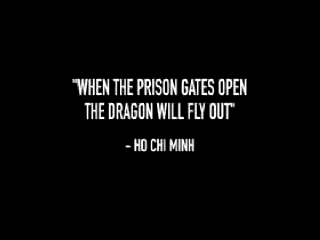 "WHEN THE PRISON GATES OPEN
THE DRAGON WILL FLY OUT"
- HO CHI MINH